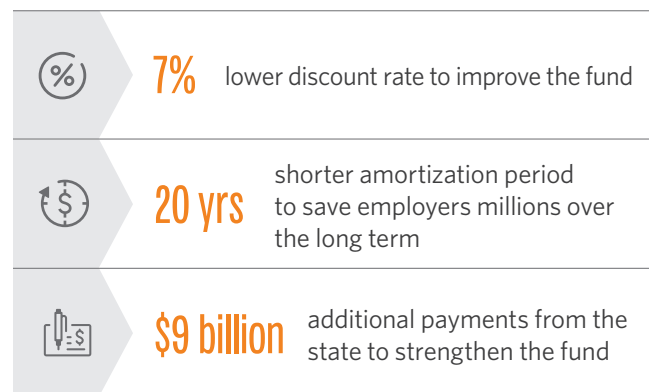 7% lower discount rate to improve the fund
20 yrs
shorter amortization period
to save employers millions over
the long term
$9 billion
additional payments from the
state to strengthen the fund